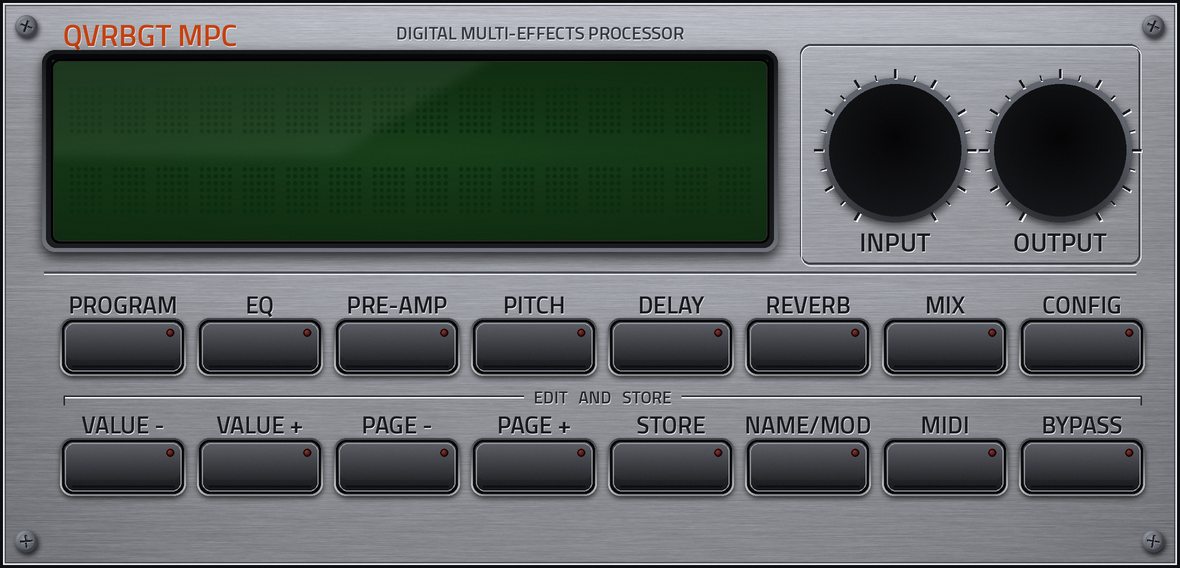 QVRBGT MPC
DIGITAL MULTI-EFFECTS PROCESSOR
INPUT OUTPUT
PROGRAM EQ PRE-AMP PITCH DELAY REVERB MIX CONFIG
EDIT AND STORE
VALUE - VALUE + PAGE - PAGE + STORE NAME/MOD MIDI BYPASS